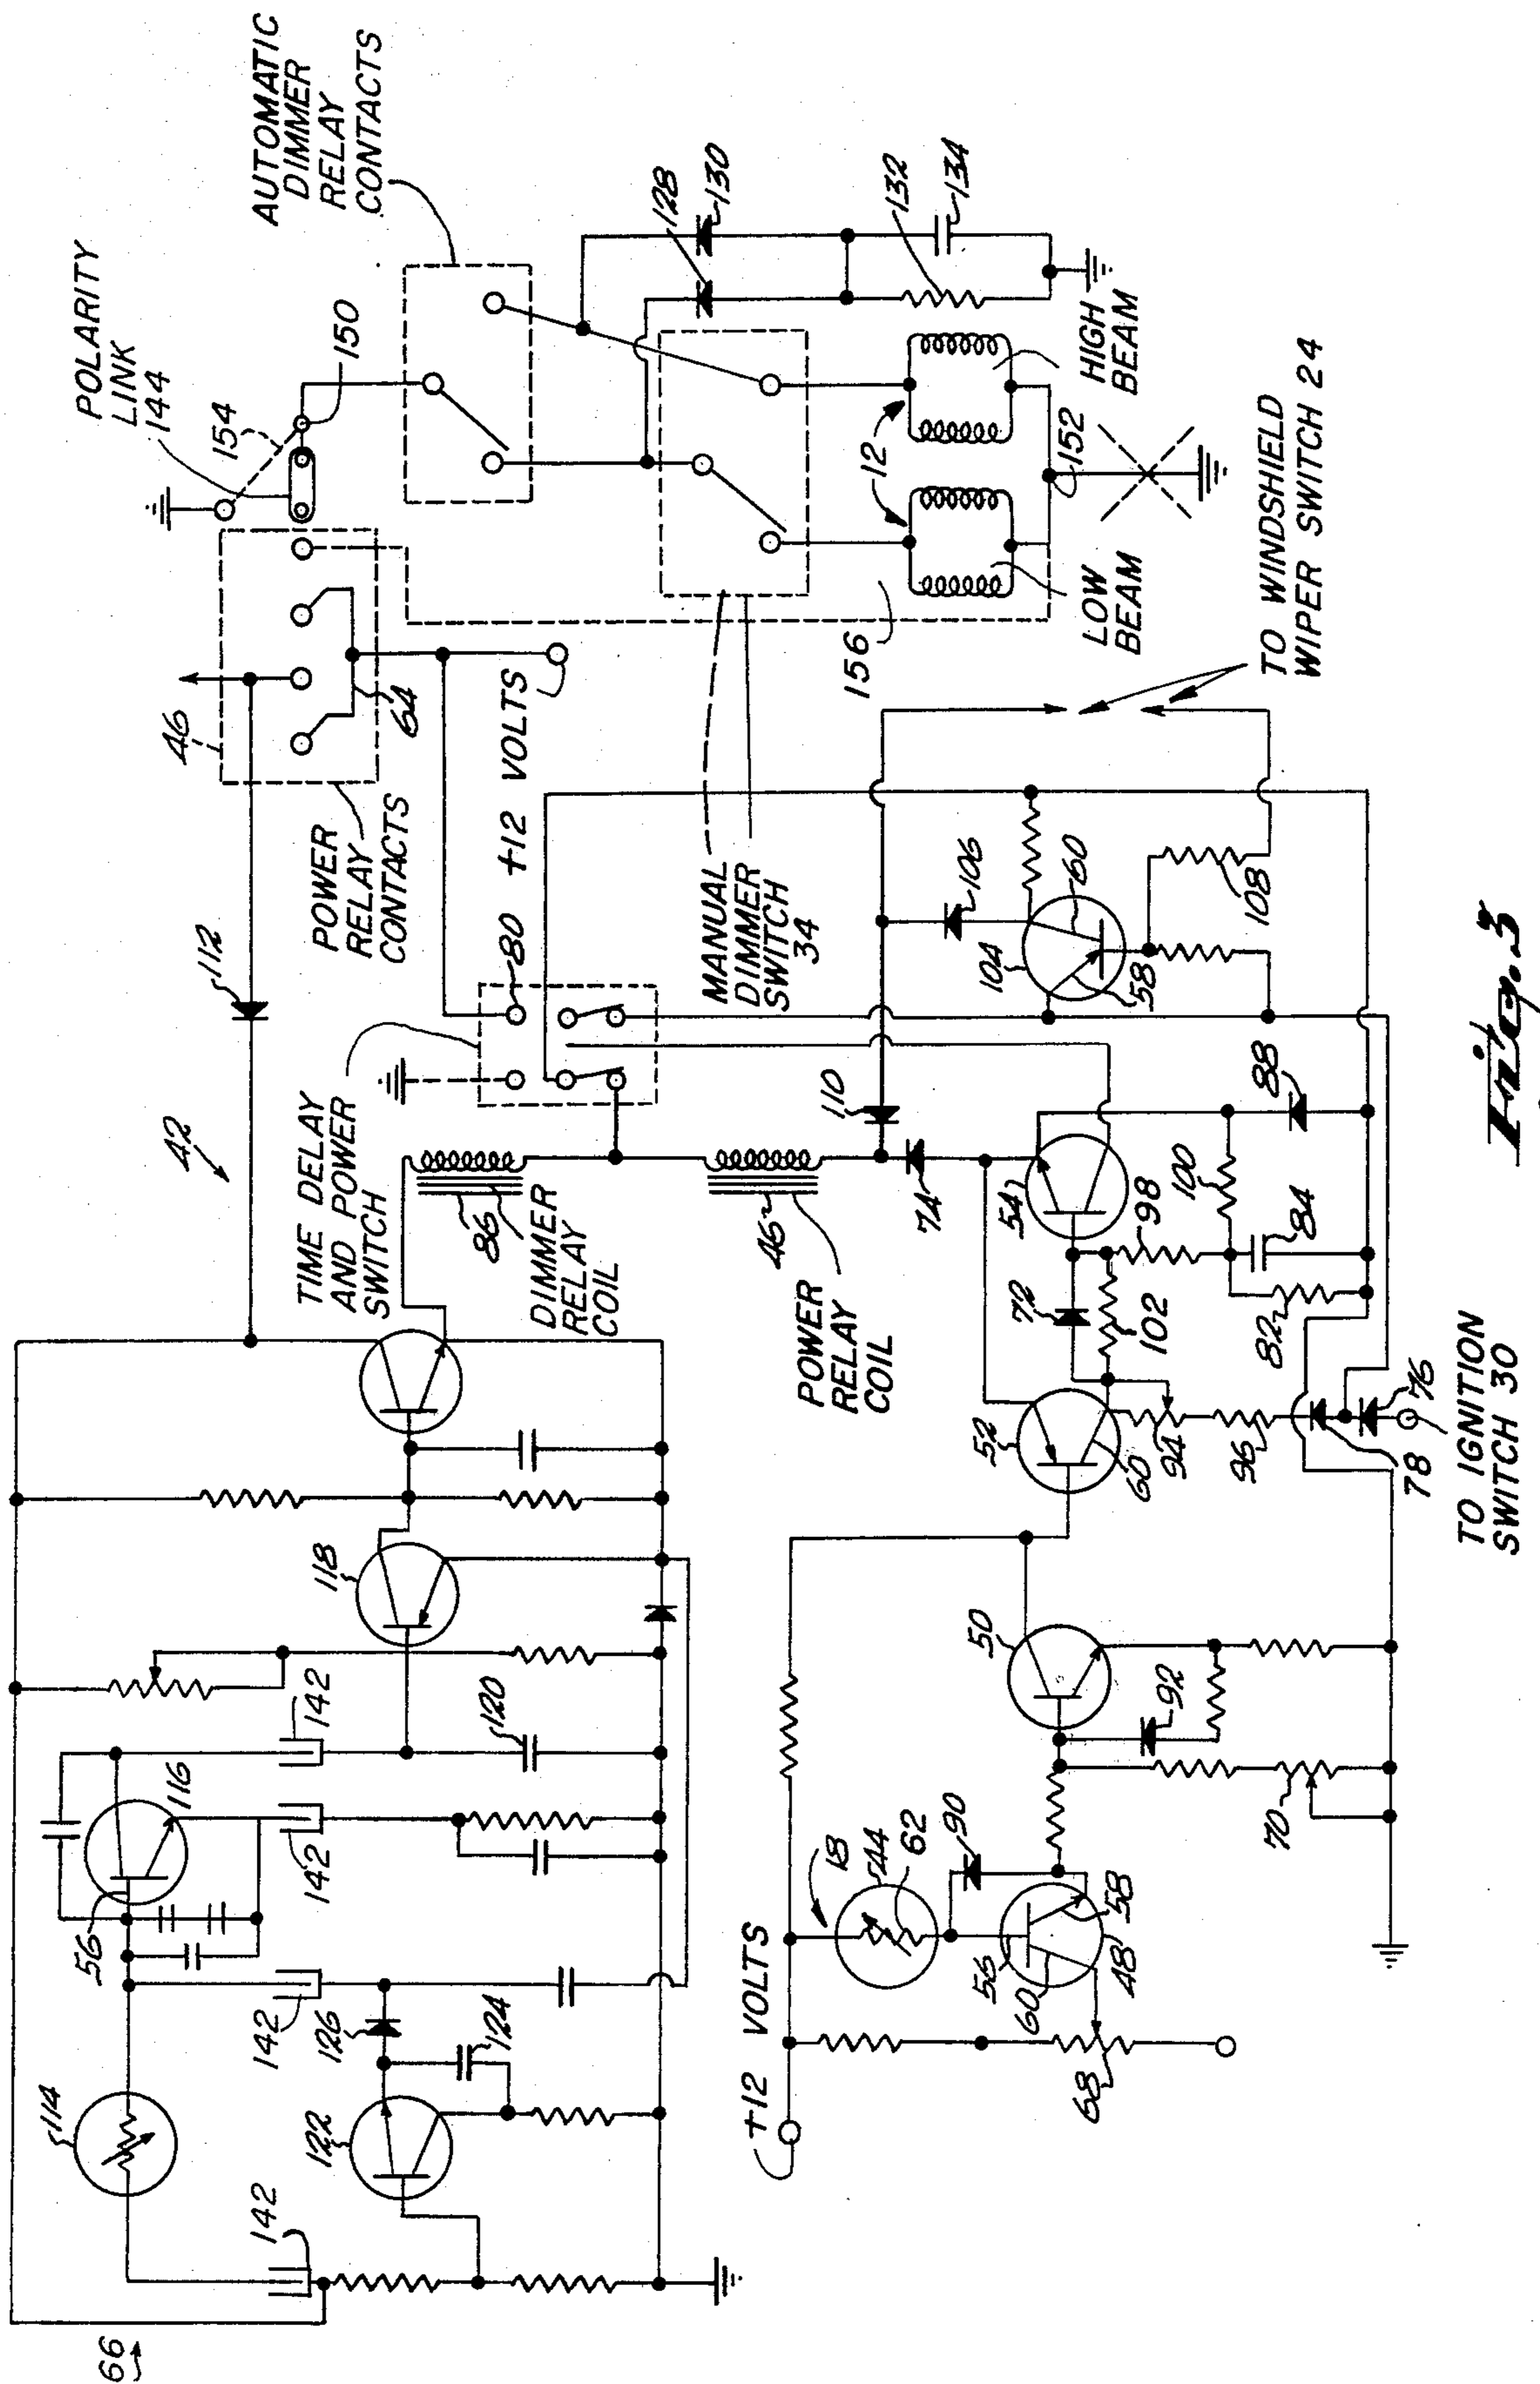 66
114
142
122
126
124
142
56
116
142
142
120
118
42
112
46
POWER
RELAY
CONTACTS
64
POLARITY
LINK
144
154
150
AUTOMATIC
DIMMER
RELAY
CONTACTS
TIME DELAY
AND POWER
SWITCH
86
DIMMER
RELAY
COIL
80
+12 VOLTS
MANUAL
DIMMER
SWITCH
34
128
130
132
134
12
156
LOW
BEAM
HIGH
BEAM
152
46
POWER
RELAY
COIL
110
74
54
72
102
98
100
84
88
82
104
106
60
58
108
TO WINDSHIELD
WIPER SWITCH 24
+12 VOLTS
18
44
62
90
56
60
58
48
68
50
92
70
52
60
94
96
78
76
TO IGNITION
SWITCH 30
Fig. 3